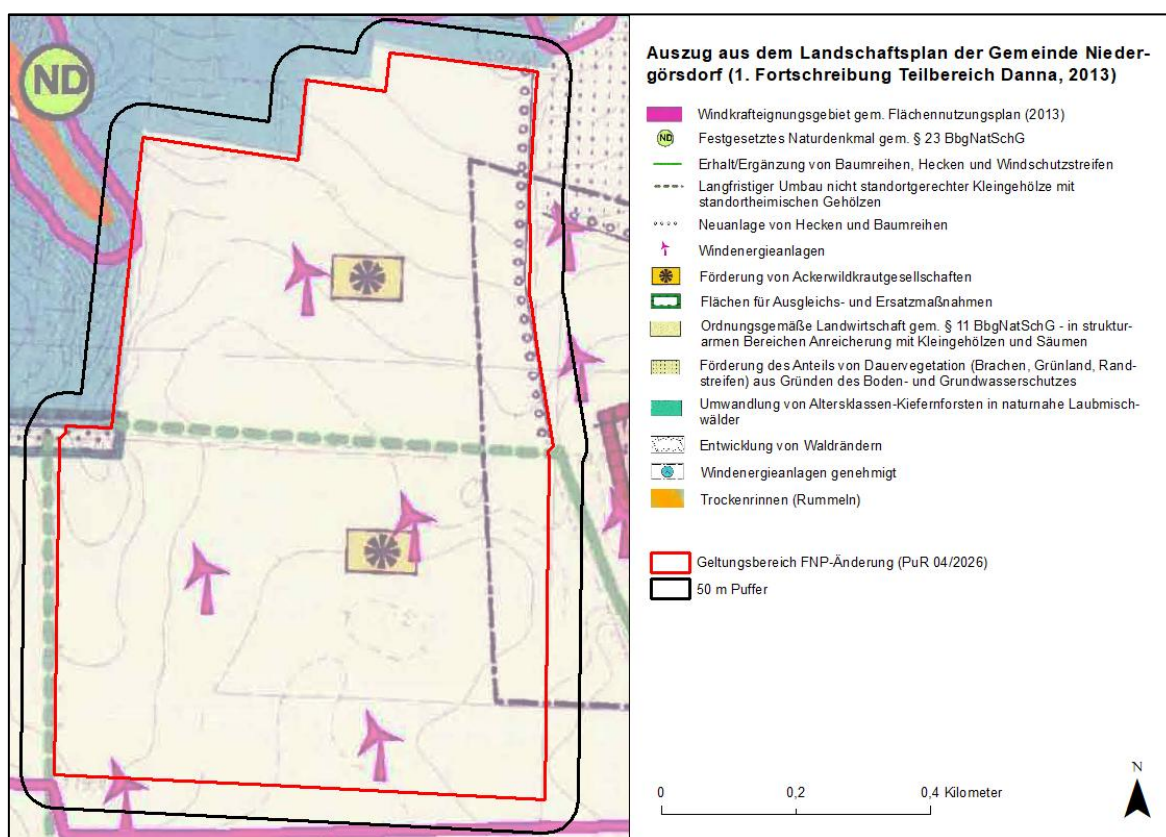 ND
Auszug aus dem Landschaftsplan der Gemeinde Nieder-
görsdorf (1. Fortschreibung Teilbereich Danna, 2013)
Windkrafteignungsgebiet gem. Flächennutzungsplan (2013)
ND
Festgesetztes Naturdenkmal gem. § 23 BbgNatSchG
Erhalt/Ergänzung von Baumreihen, Hecken und Windschutzstreifen
Langfristiger Umbau nicht standortgerechter Kleingehölze mit
standortheimischen Gehölzen
Neuanlage von Hecken und Baumreihen
Windenergieanlagen
Förderung von Ackerwildkrautgesellschaften
Flächen für Ausgleichs- und Ersatzmaßnahmen
Ordnungsgemäße Landwirtschaft gem. § 11 BbgNatSchG - in struktur-
armen Bereichen Anreicherung mit Kleingehölzen und Säumen
Förderung des Anteils von Dauervegetation (Brachen, Grünland, Rand-
streifen) aus Gründen des Boden- und Grundwasserschutzes
Umwandlung von Altersklassen-Kiefernforsten in naturnahe Laubmisch-
wälder
Entwicklung von Waldrändern
Windenergieanlagen genehmigt
Trockenrinnen (Rummeln)
Geltungsbereich FNP-Änderung (PuR 04/2026)
50 m Puffer
N
0 0,2 0,4 Kilometer